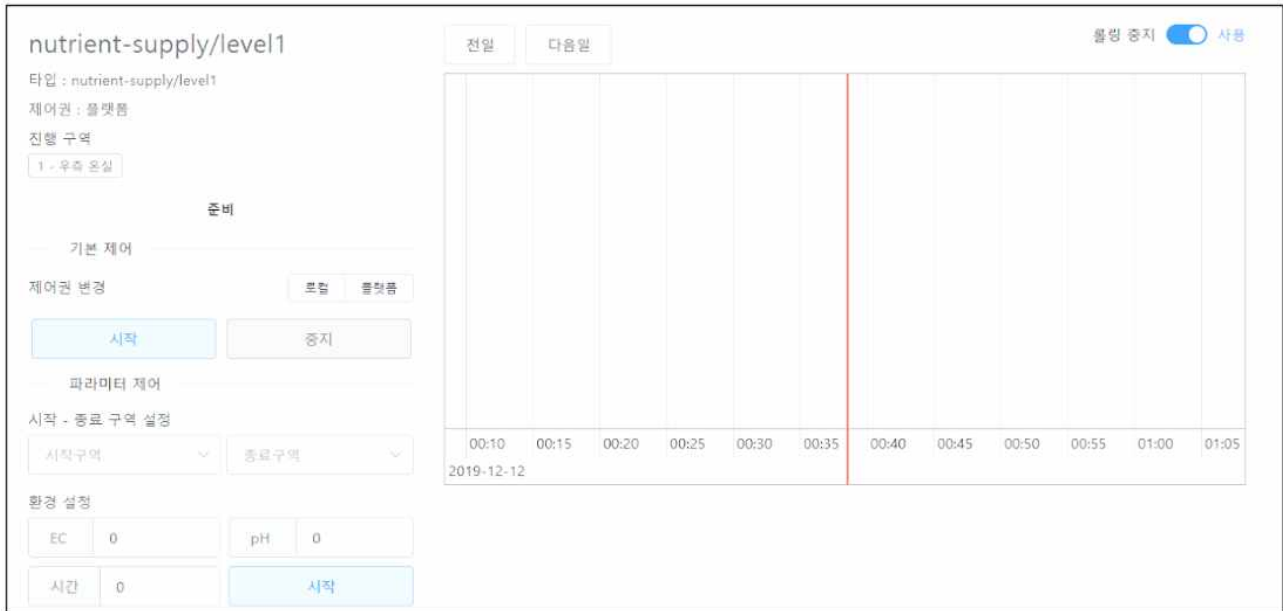 nutrient-supply/level1
타입 : nutrient-supply/level1
제어권 : 플랫폼
진행 구역
1 - 우측 온실
준비
기본 제어
제어권 변경
로컬 플랫폼
시작 중지
파라미터 제어
시작 - 종료 구역 설정
시작구역 종료구역
환경 설정
EC 0 pH 0
시간 0 시작
전일 다음일
롤링 중지 사용
00:10 00:15 00:20 00:25 00:30 00:35 00:40 00:45 00:50 00:55 01:00 01:05
2019-12-12